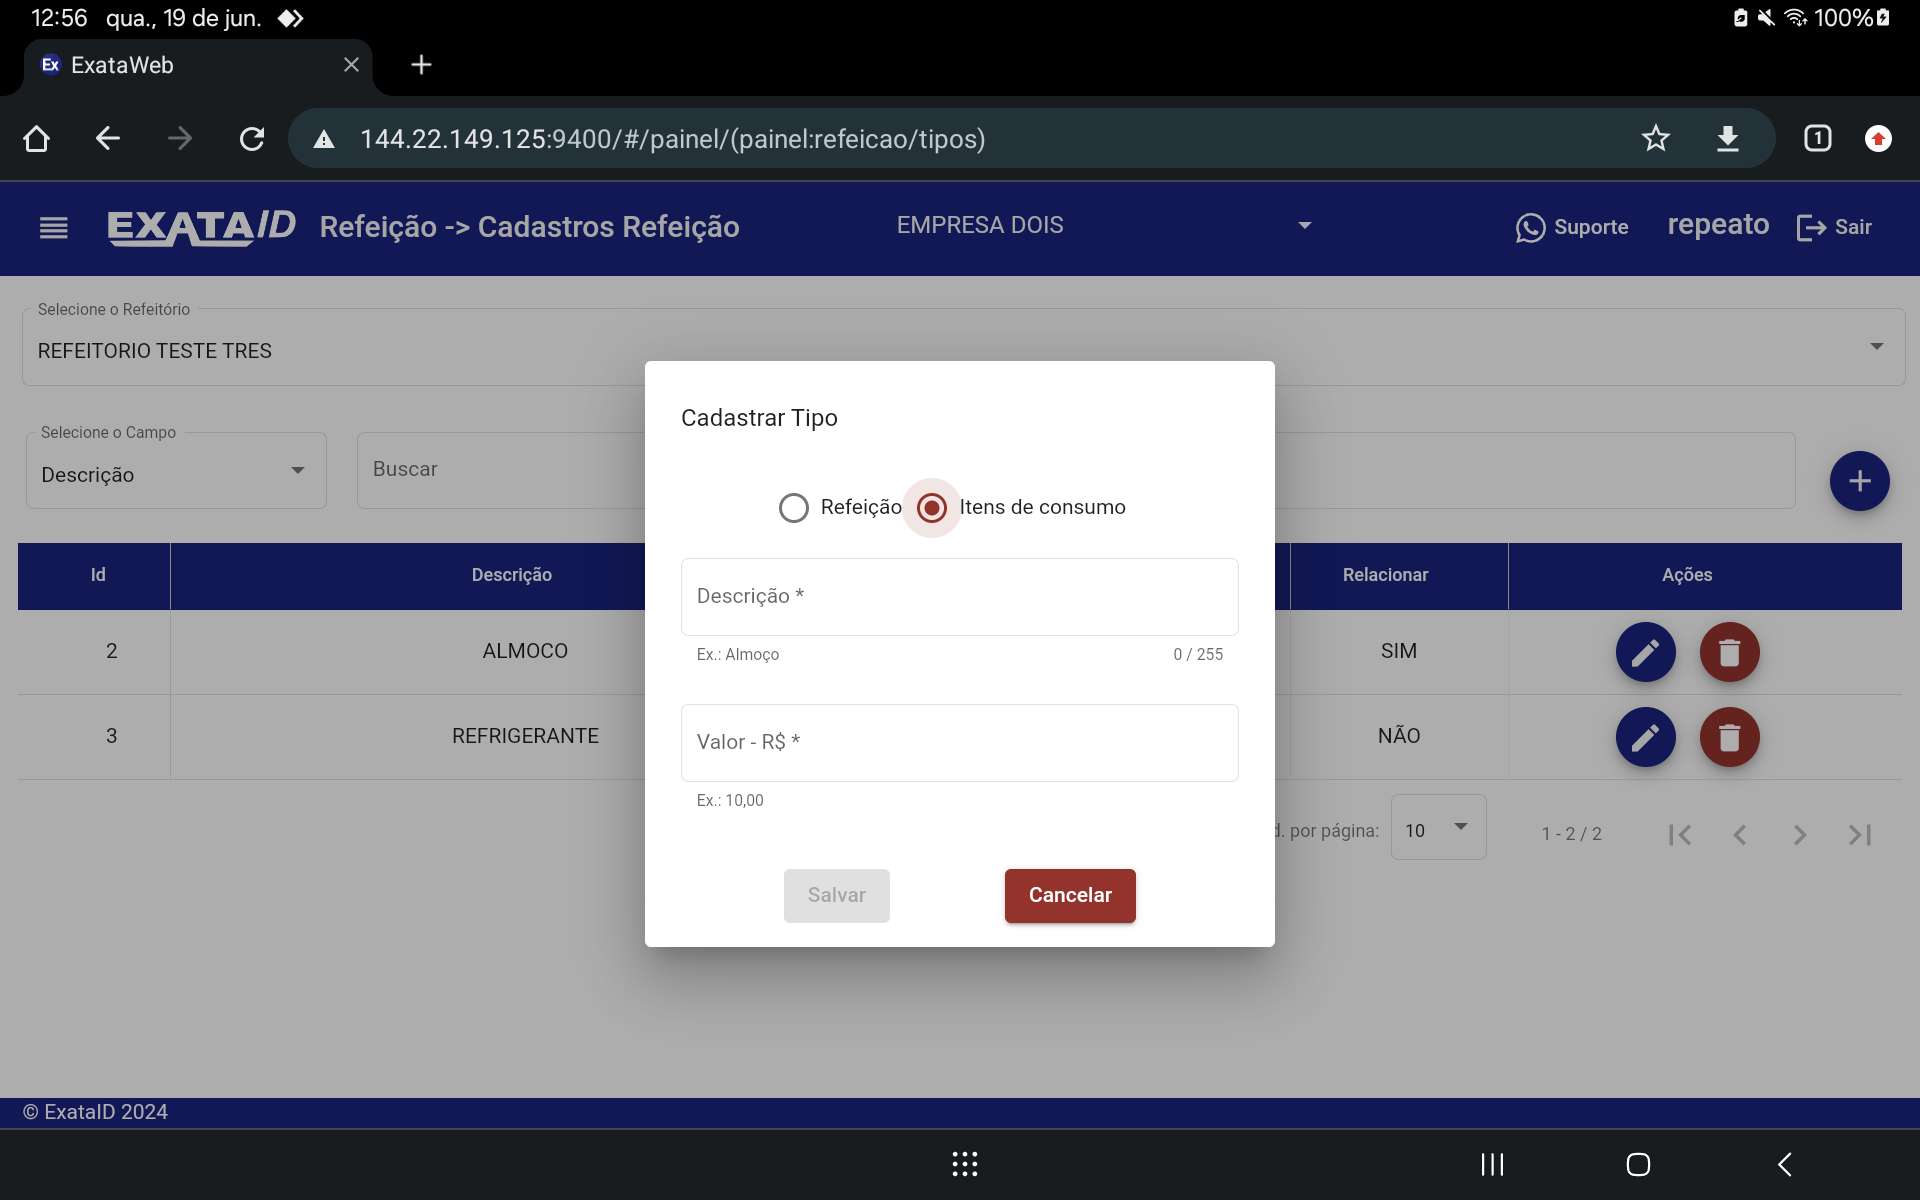 12:56 qua., 19 de jun. 100%
Ex ExataWeb
144.22.149.125:9400/#/painel/(painel:refeicao/tipos) 1
EXATAID Refeição -> Cadastros Refeição EMPRESA DOIS Suporte repeato Sair
Selecione o Refeitório
REFEITORIO TESTE TRES
Selecione o Campo
Descrição
Buscar
Cadastrar Tipo
Refeição Itens de consumo
Descrição *
Ex.: Almoço 0 / 255
Valor - R$ *
Ex.: 10,00
Salvar Cancelar
Id Descrição Relacionar Ações
2 ALMOCO SIM
3 REFRIGERANTE NÃO
d. por página: 10 1 - 2 / 2
© ExataID 2024